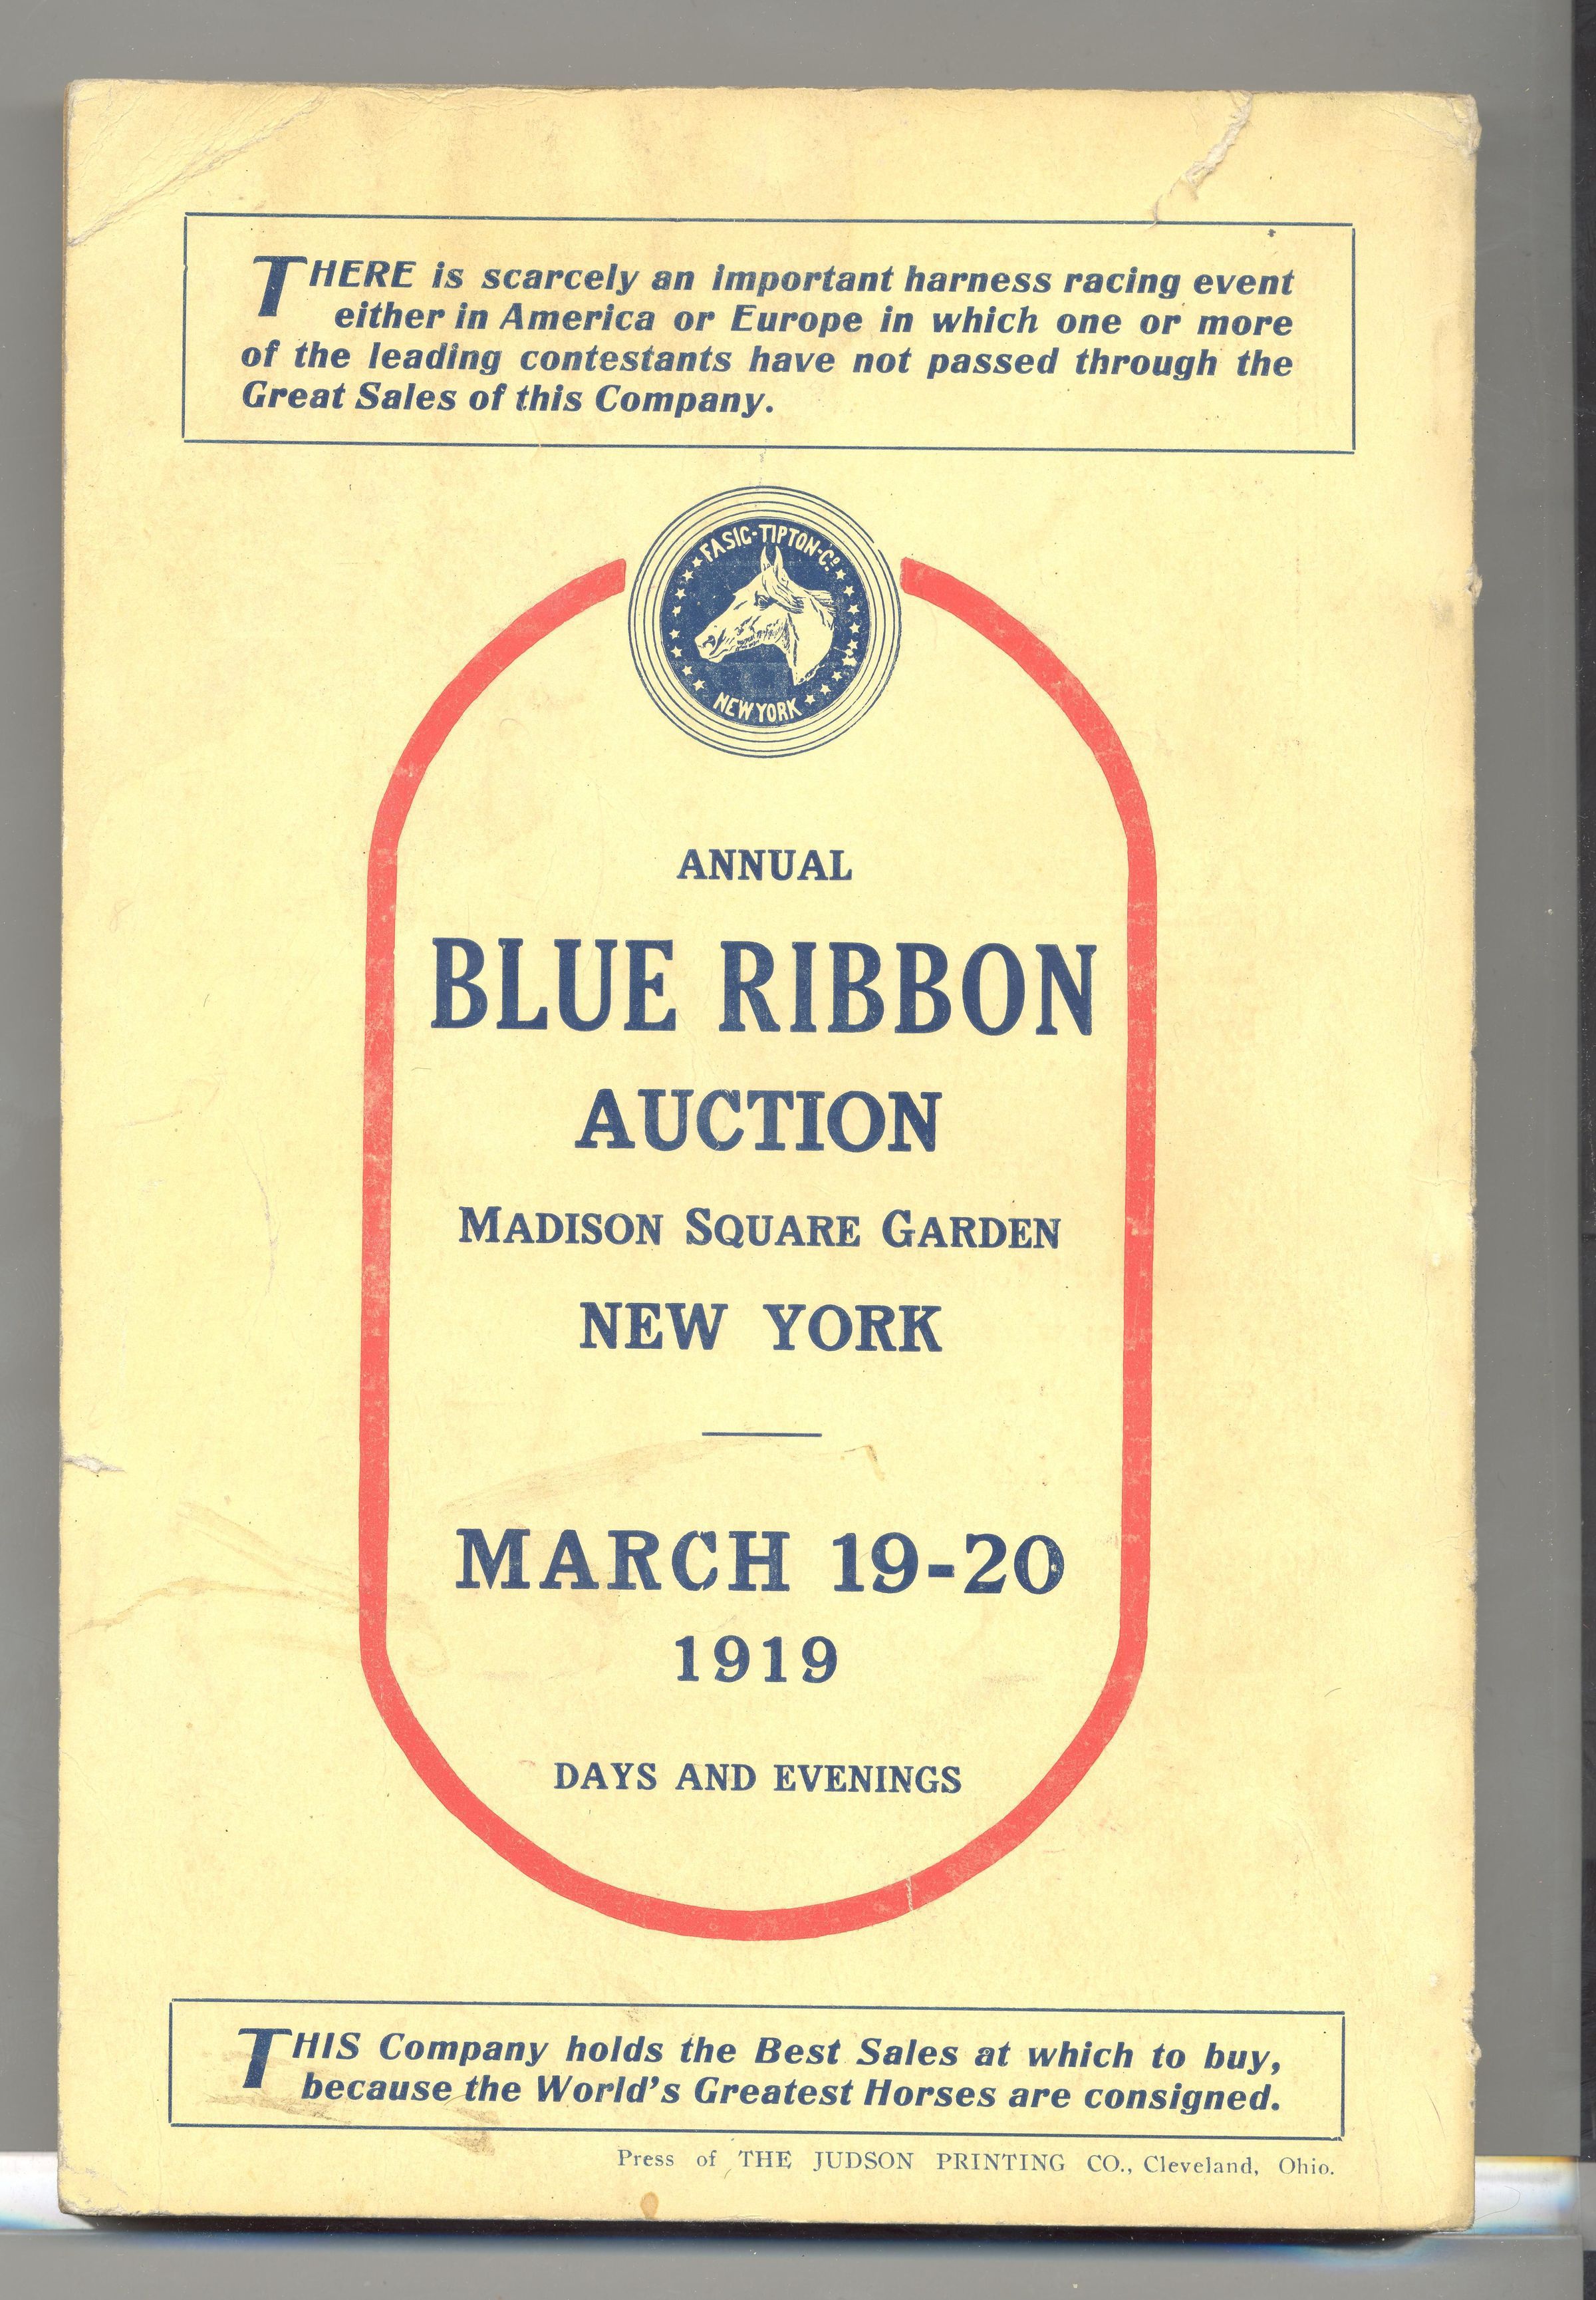 THERE is scarcely an important harness racing event
either in America or Europe in which one or more
of the leading contestants have not passed through the
Great Sales of this Company.
FASIG-TIPTON-Co.
NEW YORK
ANNUAL
BLUE RIBBON
AUCTION
MADISON SQUARE GARDEN
NEW YORK
MARCH 19-20
1919
DAYS AND EVENINGS
THIS Company holds the Best Sales at which to buy,
because the World's Greatest Horses are consigned.
Press of THE JUDSON PRINTING CO., Cleveland, Ohio.